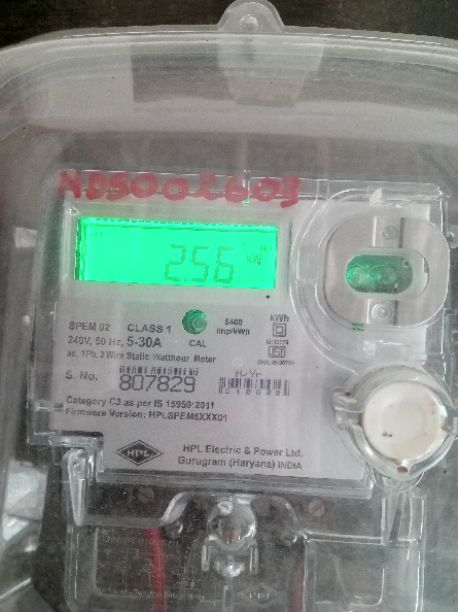 NDS002609
2.56 kW
SPEM 02 CLASS 1
240V, 50 Hz, 5-30A CAL
6400 imp/kWh
kWh
ac, 1Ph, 2 Wire Static Watthour Meter
S. No. 807829
Category C3 as per IS 15959:2011
Firmware Version: HPLSPEM6XXX01
HPL
HPL Electric & Power Ltd.
Gurugram (Haryana) INDIA